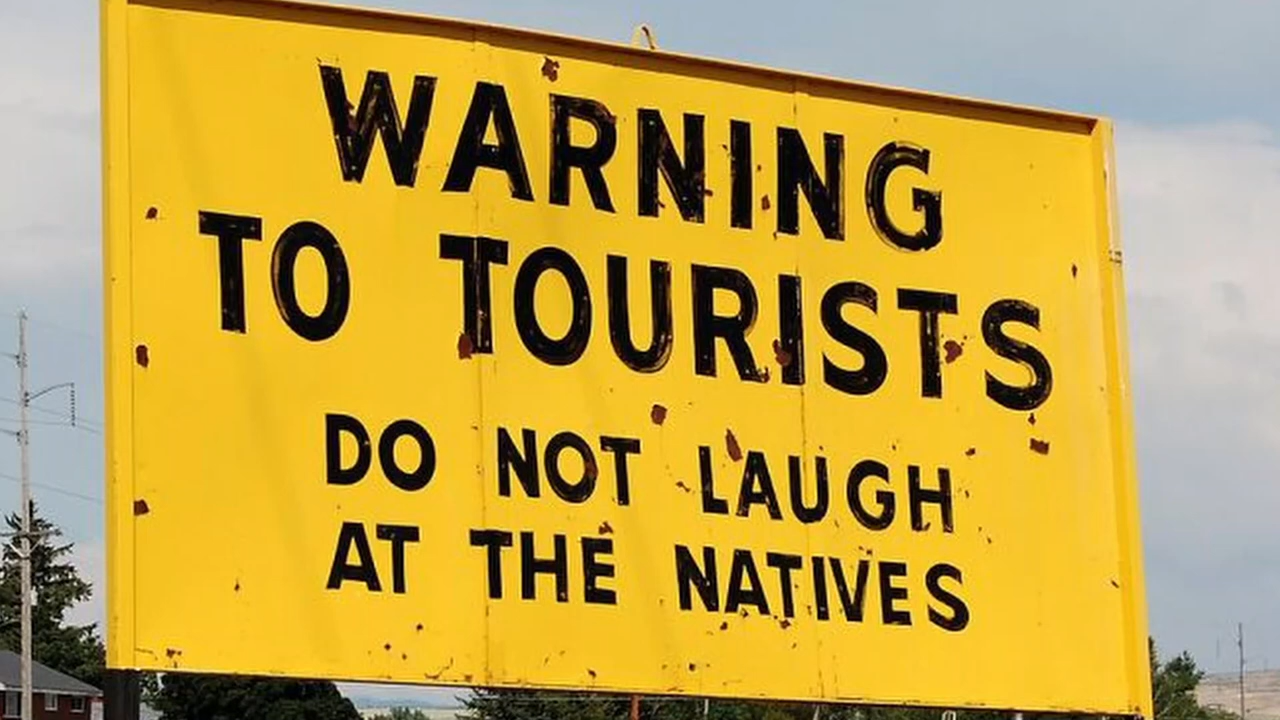 WARNING
TO TOURISTS
DO NOT LAUGH
AT THE NATIVES